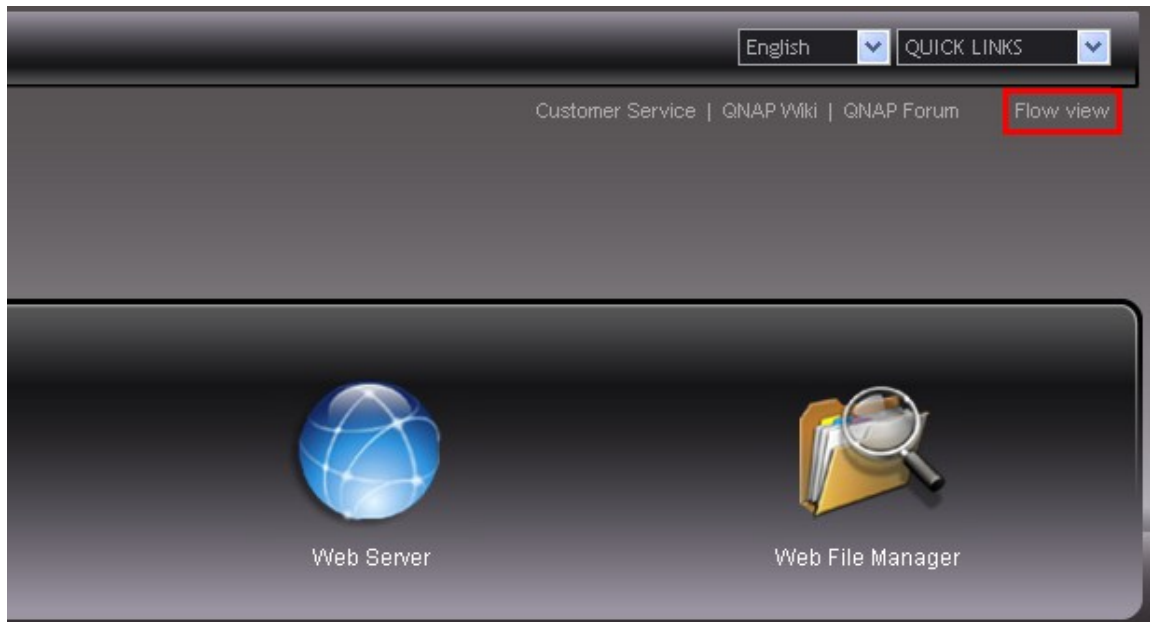 English QUICK LINKS
Customer Service | QNAP Wiki | QNAP Forum Flow view
Web Server Web File Manager